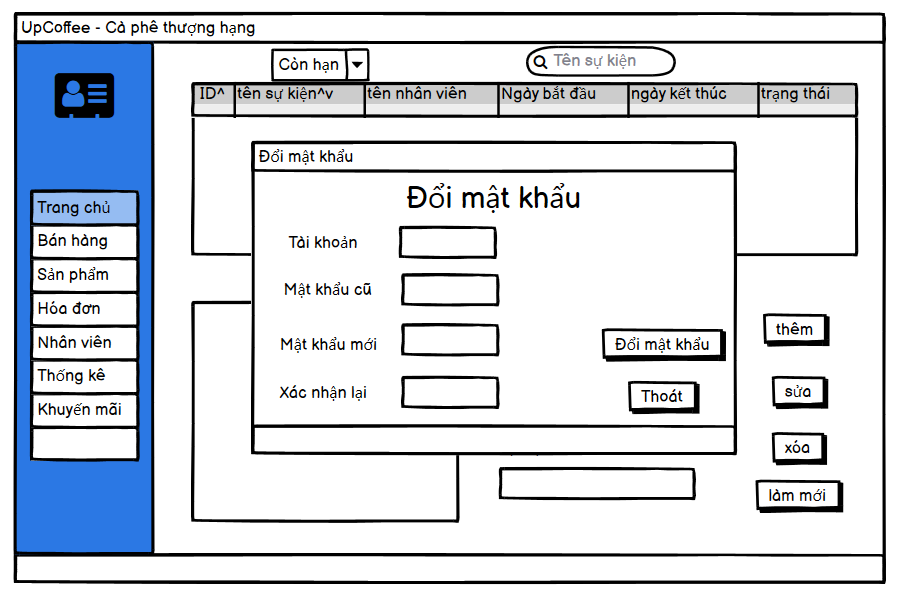 UpCoffee - Cà phê thượng hạng
Còn hạn
Tên sự kiện
ID^ tên sự kiện^v tên nhân viên Ngày bắt đầu ngày kết thúc trạng thái
Trang chủ
Bán hàng
Sản phẩm
Hóa đơn
Nhân viên
Thống kê
Khuyến mãi
Đổi mật khẩu
Đổi mật khẩu
Tài khoản
Mật khẩu cũ
Mật khẩu mới
Xác nhận lại
Đổi mật khẩu
Thoát
thêm
sửa
xóa
làm mới